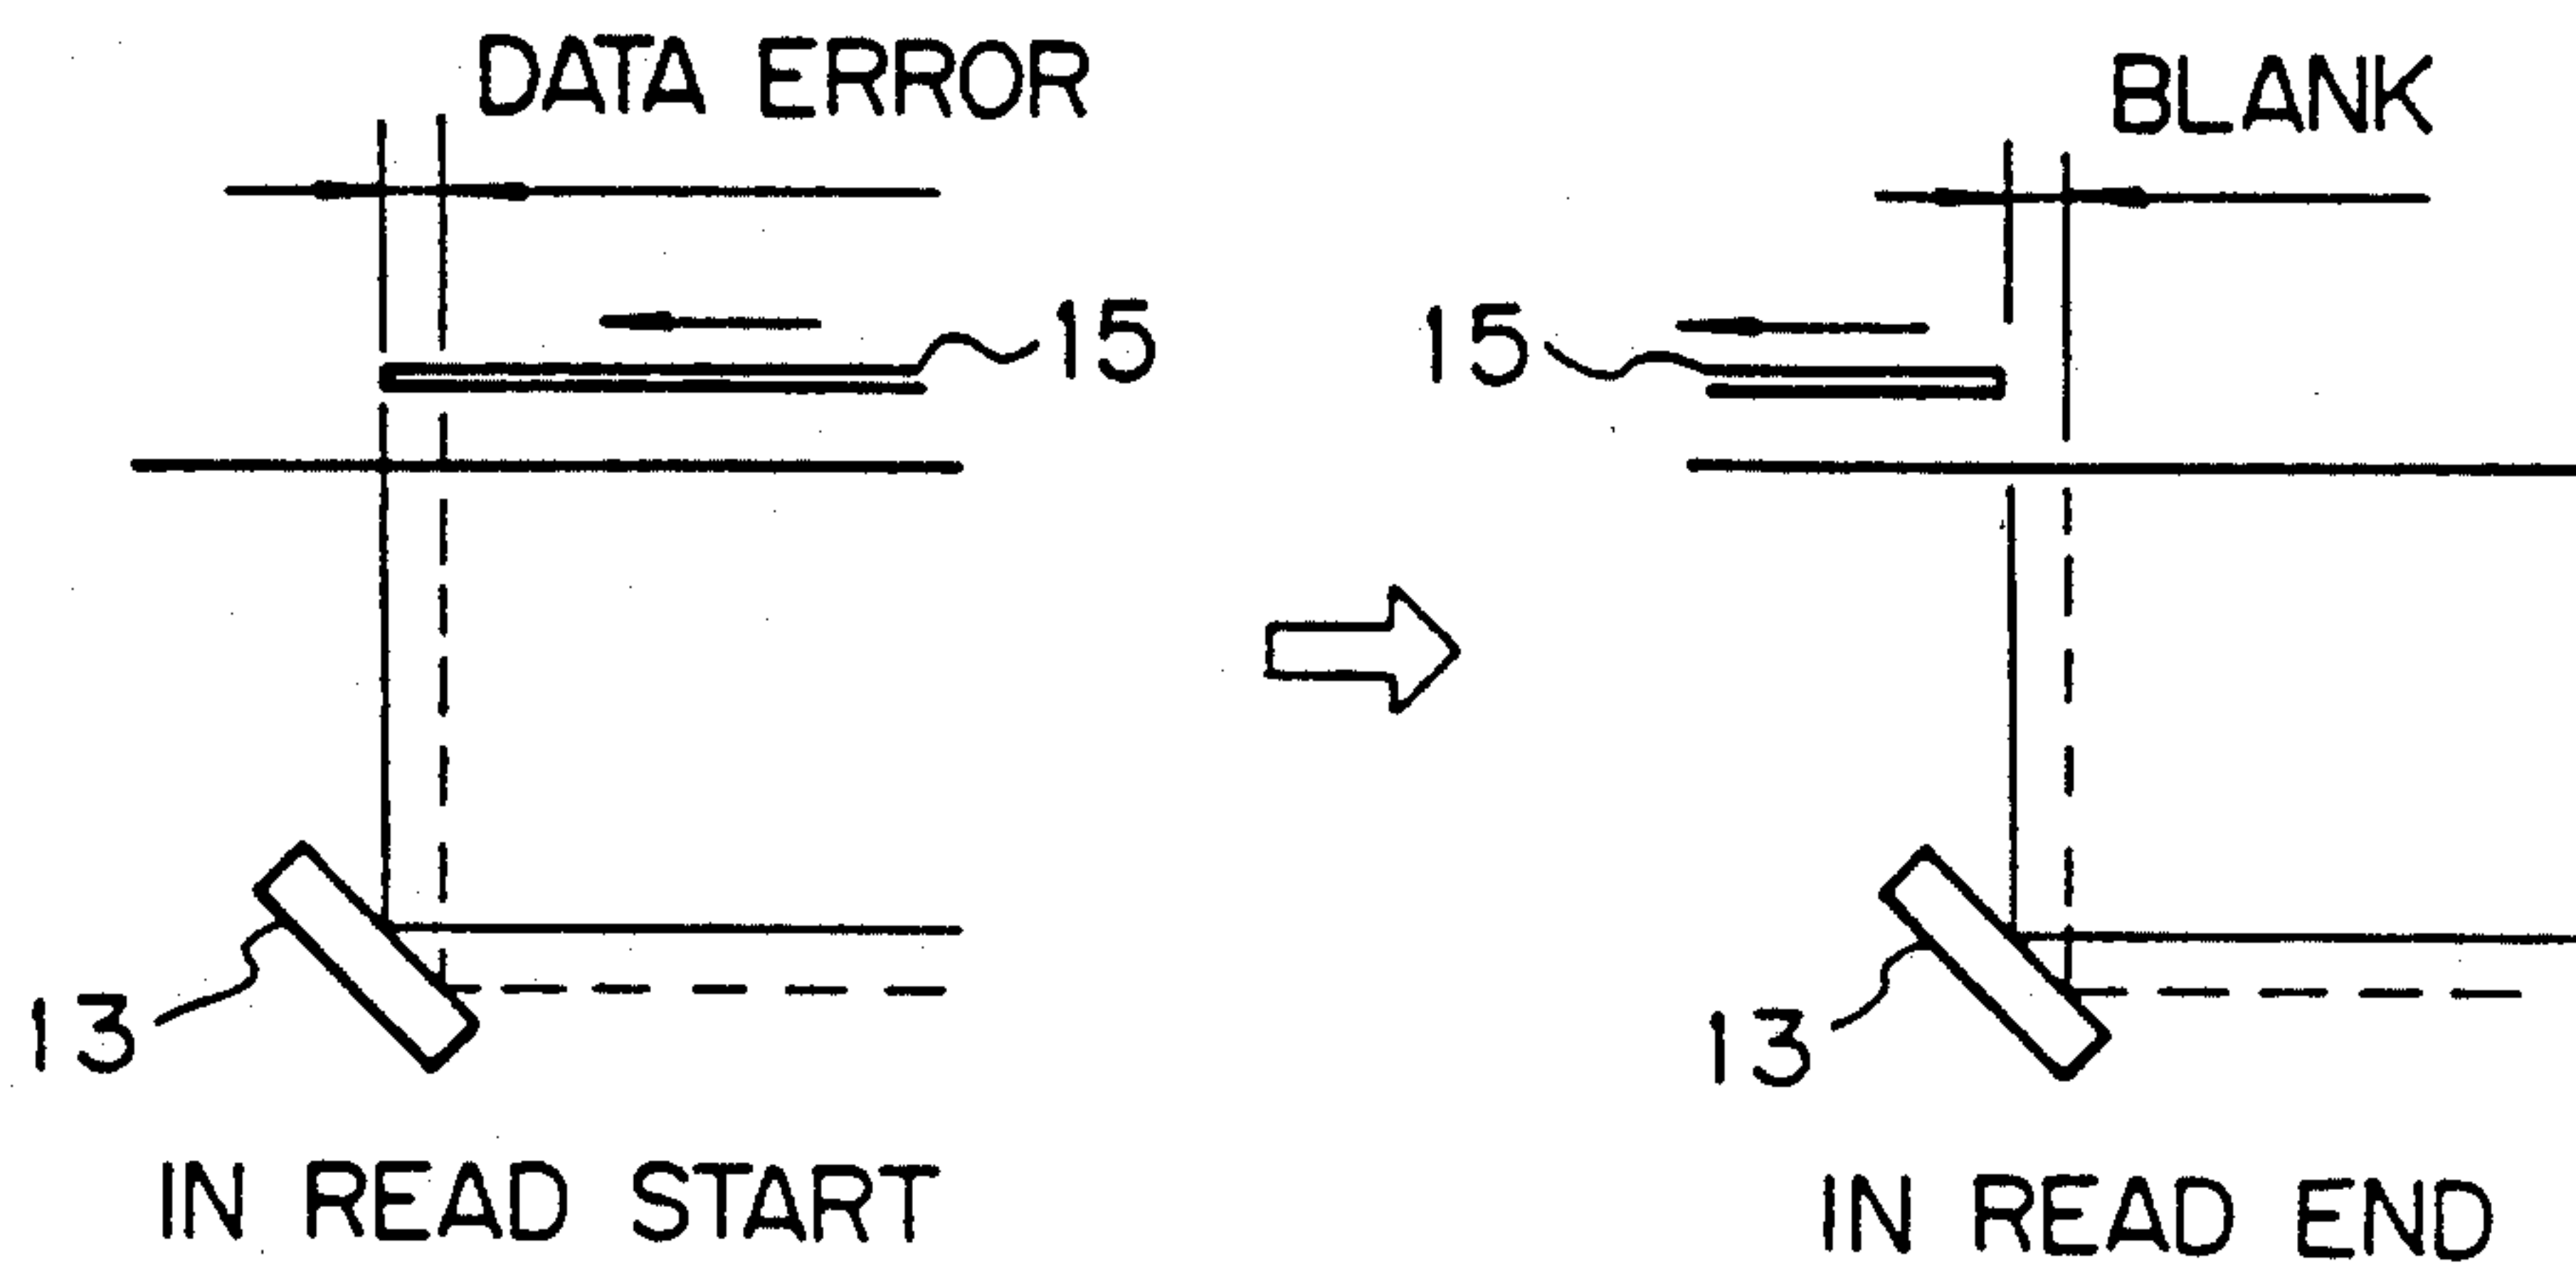 DATA ERROR
BLANK
15
15
13
13
IN READ START
IN READ END